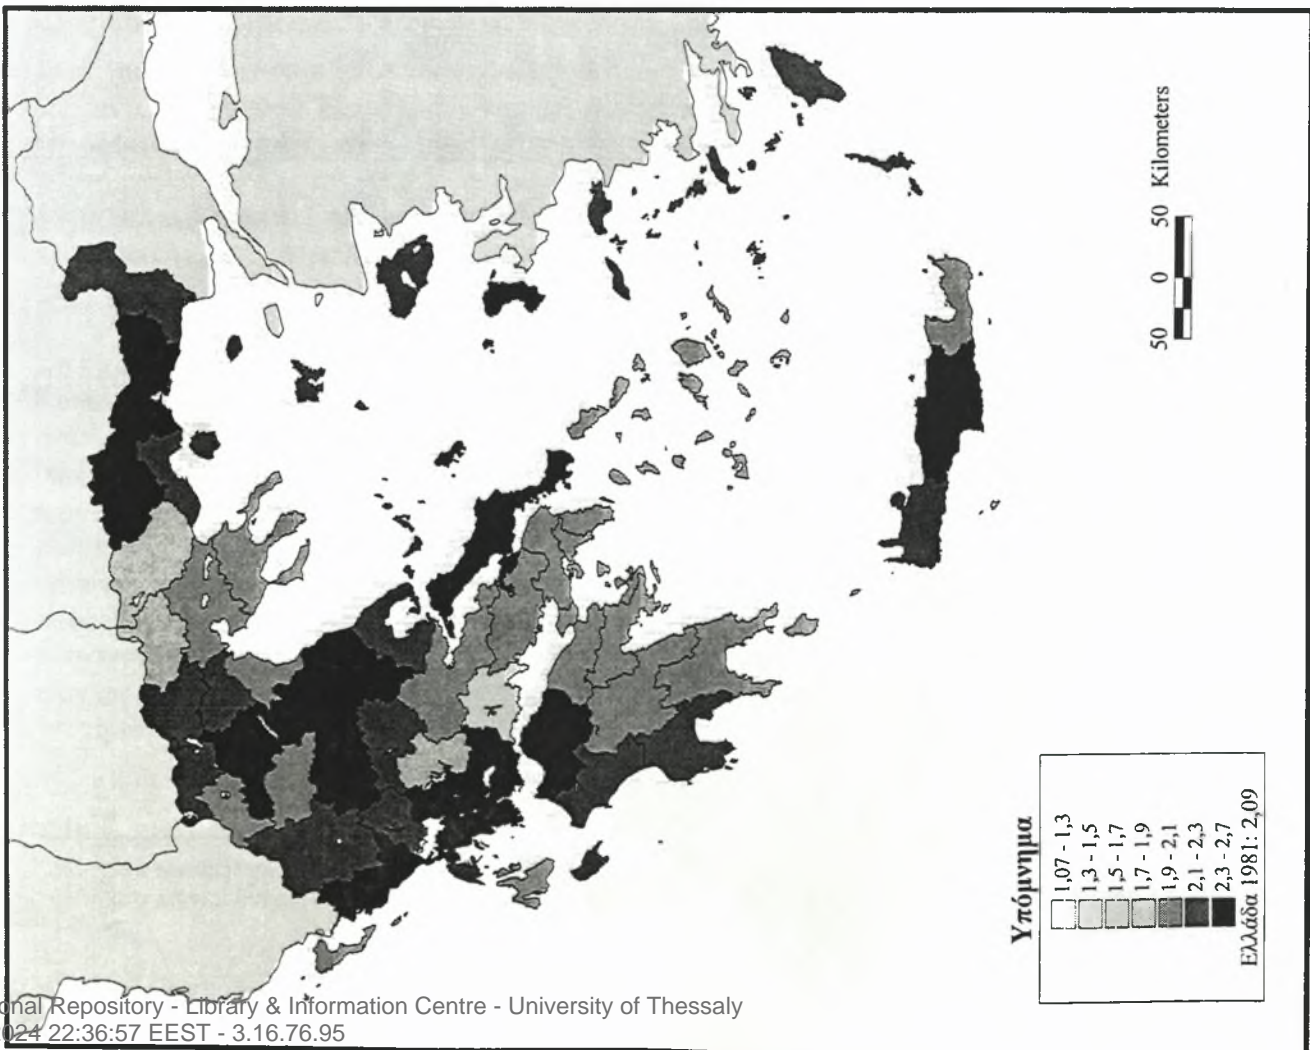 50 0 50 Kilometers
Υπόμνημα
1,07 - 1,3
1,3 - 1,5
1,5 - 1,7
1,7 - 1,9
1,9 - 2,1
2,1 - 2,3
2,3 - 2,7
Ελλάδα 1981: 2,09
onal Repository - Library & Information Centre - University of Thessaly
024 22:36:57 EEST - 3.16.76.95